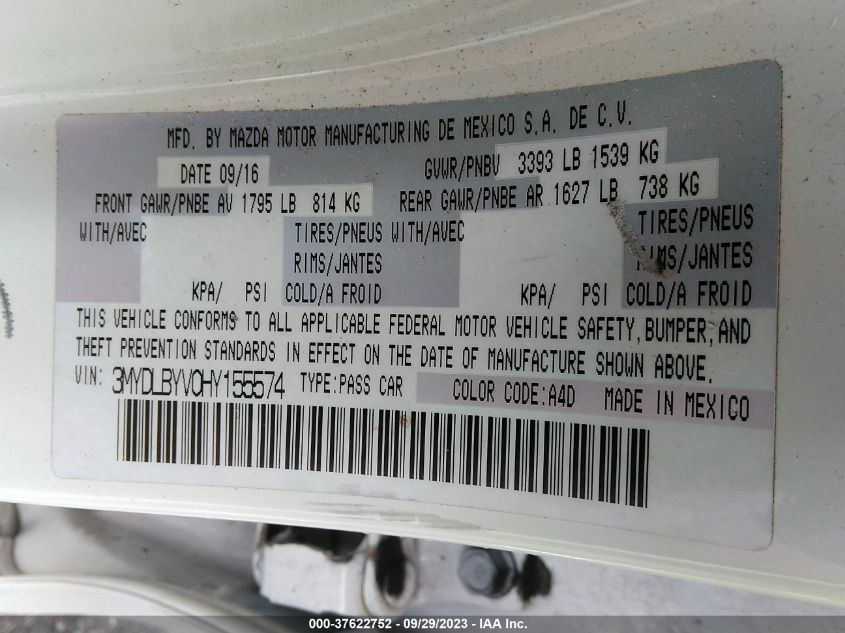 MFD. BY MAZDA MOTOR MANUFACTURING DE MEXICO S.A. DE C.V.
DATE 09/16 GVWR/PNBV 3393 LB 1539 KG
FRONT GAWR/PNBE AV 1795 LB 814 KG REAR GAWR/PNBE AR 1627 LB 738 KG
WITH/AVEC TIRES/PNEUS WITH/AVEC TIRES/PNEUS
RIMS/JANTES RIMS/JANTES
KPA/ PSI COLD/A FROID KPA/ PSI COLD/A FROID
THIS VEHICLE CONFORMS TO ALL APPLICABLE FEDERAL MOTOR VEHICLE SAFETY, BUMPER, AND
THEFT PREVENTION STANDARDS IN EFFECT ON THE DATE OF MANUFACTURE SHOWN ABOVE.
VIN: 3MYDLBYV0HY155574 TYPE:PASS CAR COLOR CODE:A4D MADE IN MEXICO
000-37622752 - 09/29/2023 - IAA Inc.